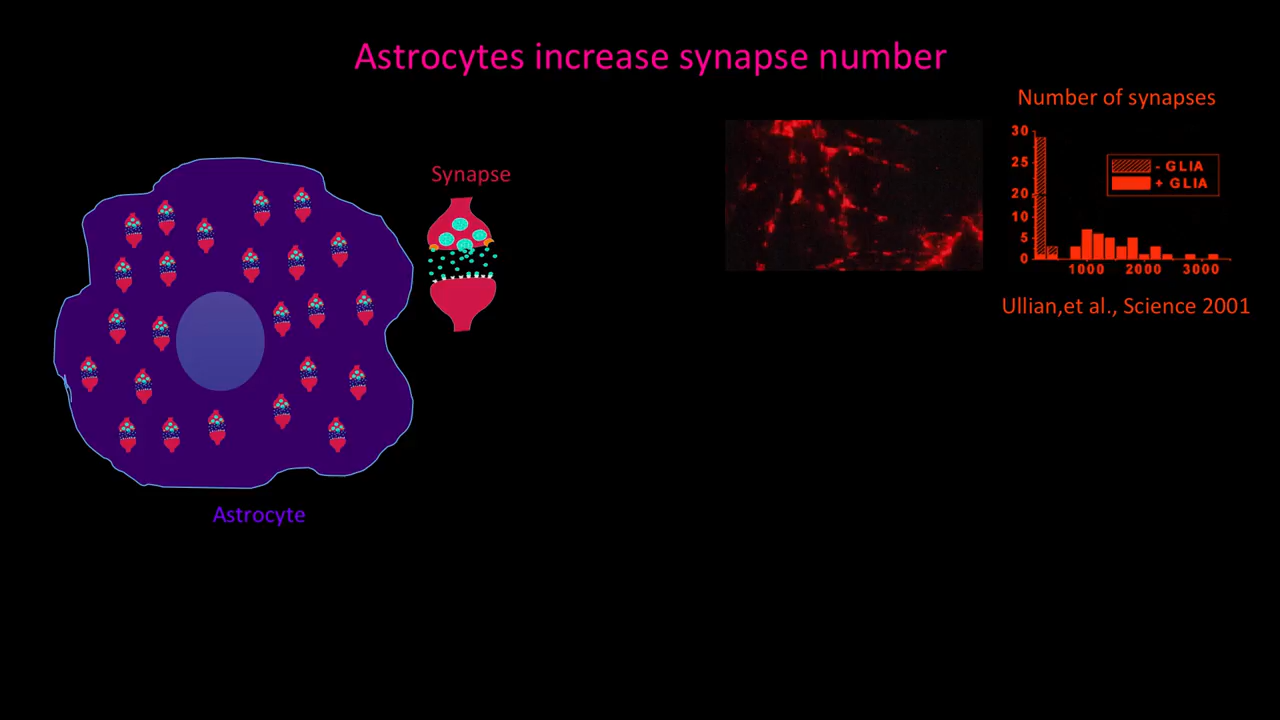 Astrocytes increase synapse number
Number of synapses
Synapse
30
25
20
10
5
0
- GLIA
+ GLIA
1000 2000 3000
Ullian,et al., Science 2001
Astrocyte